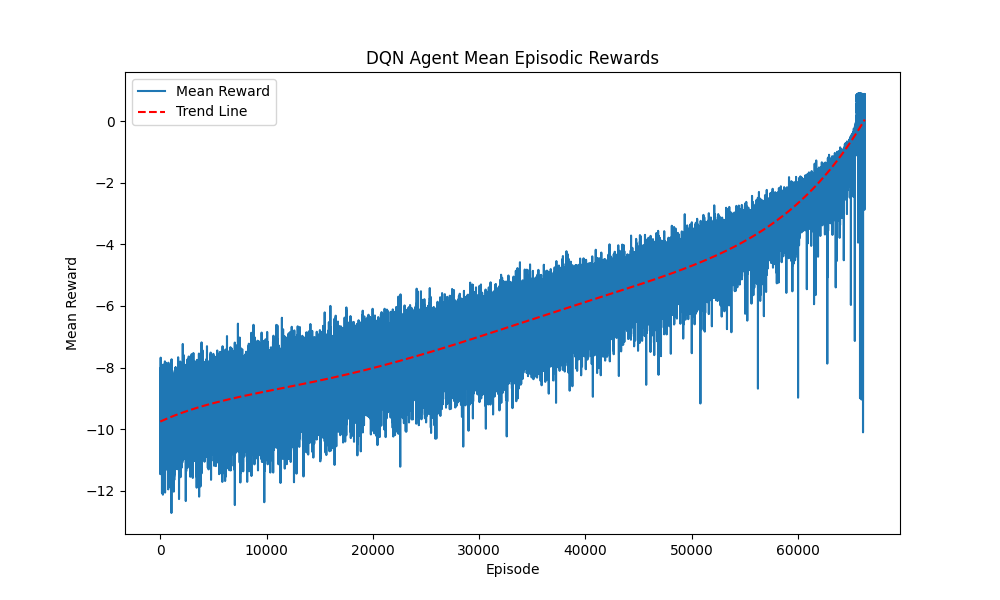 DQN Agent Mean Episodic Rewards
Mean Reward
Trend Line
0
−2
−4
−6
−8
−10
−12
Mean Reward
0
10000
20000
30000
40000
50000
60000
Episode